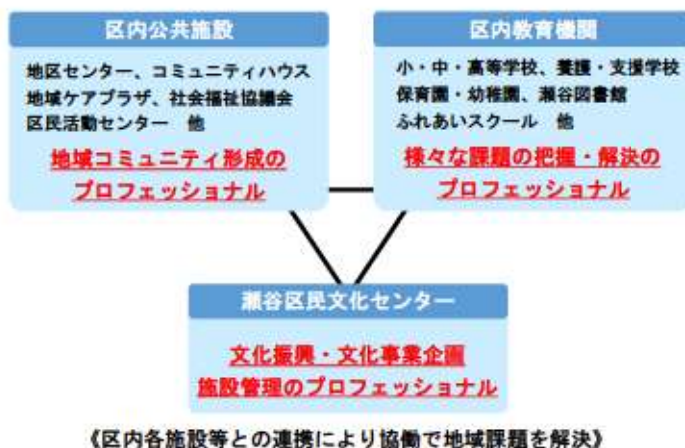 区内公共施設
地区センター、コミュニティハウス
地域ケアプラザ、社会福祉協議会
区民活動センター　他
地域コミュニティ形成の
プロフェッショナル
区内教育機関
小・中・高等学校、養護・支援学校
保育園・幼稚園、瀬谷図書館
ふれあいスクール　他
様々な課題の把握・解決の
プロフェッショナル
瀬谷区民文化センター
文化振興・文化事業企画
施設管理のプロフェッショナル
《区内各施設等との連携により協働で地域課題を解決》